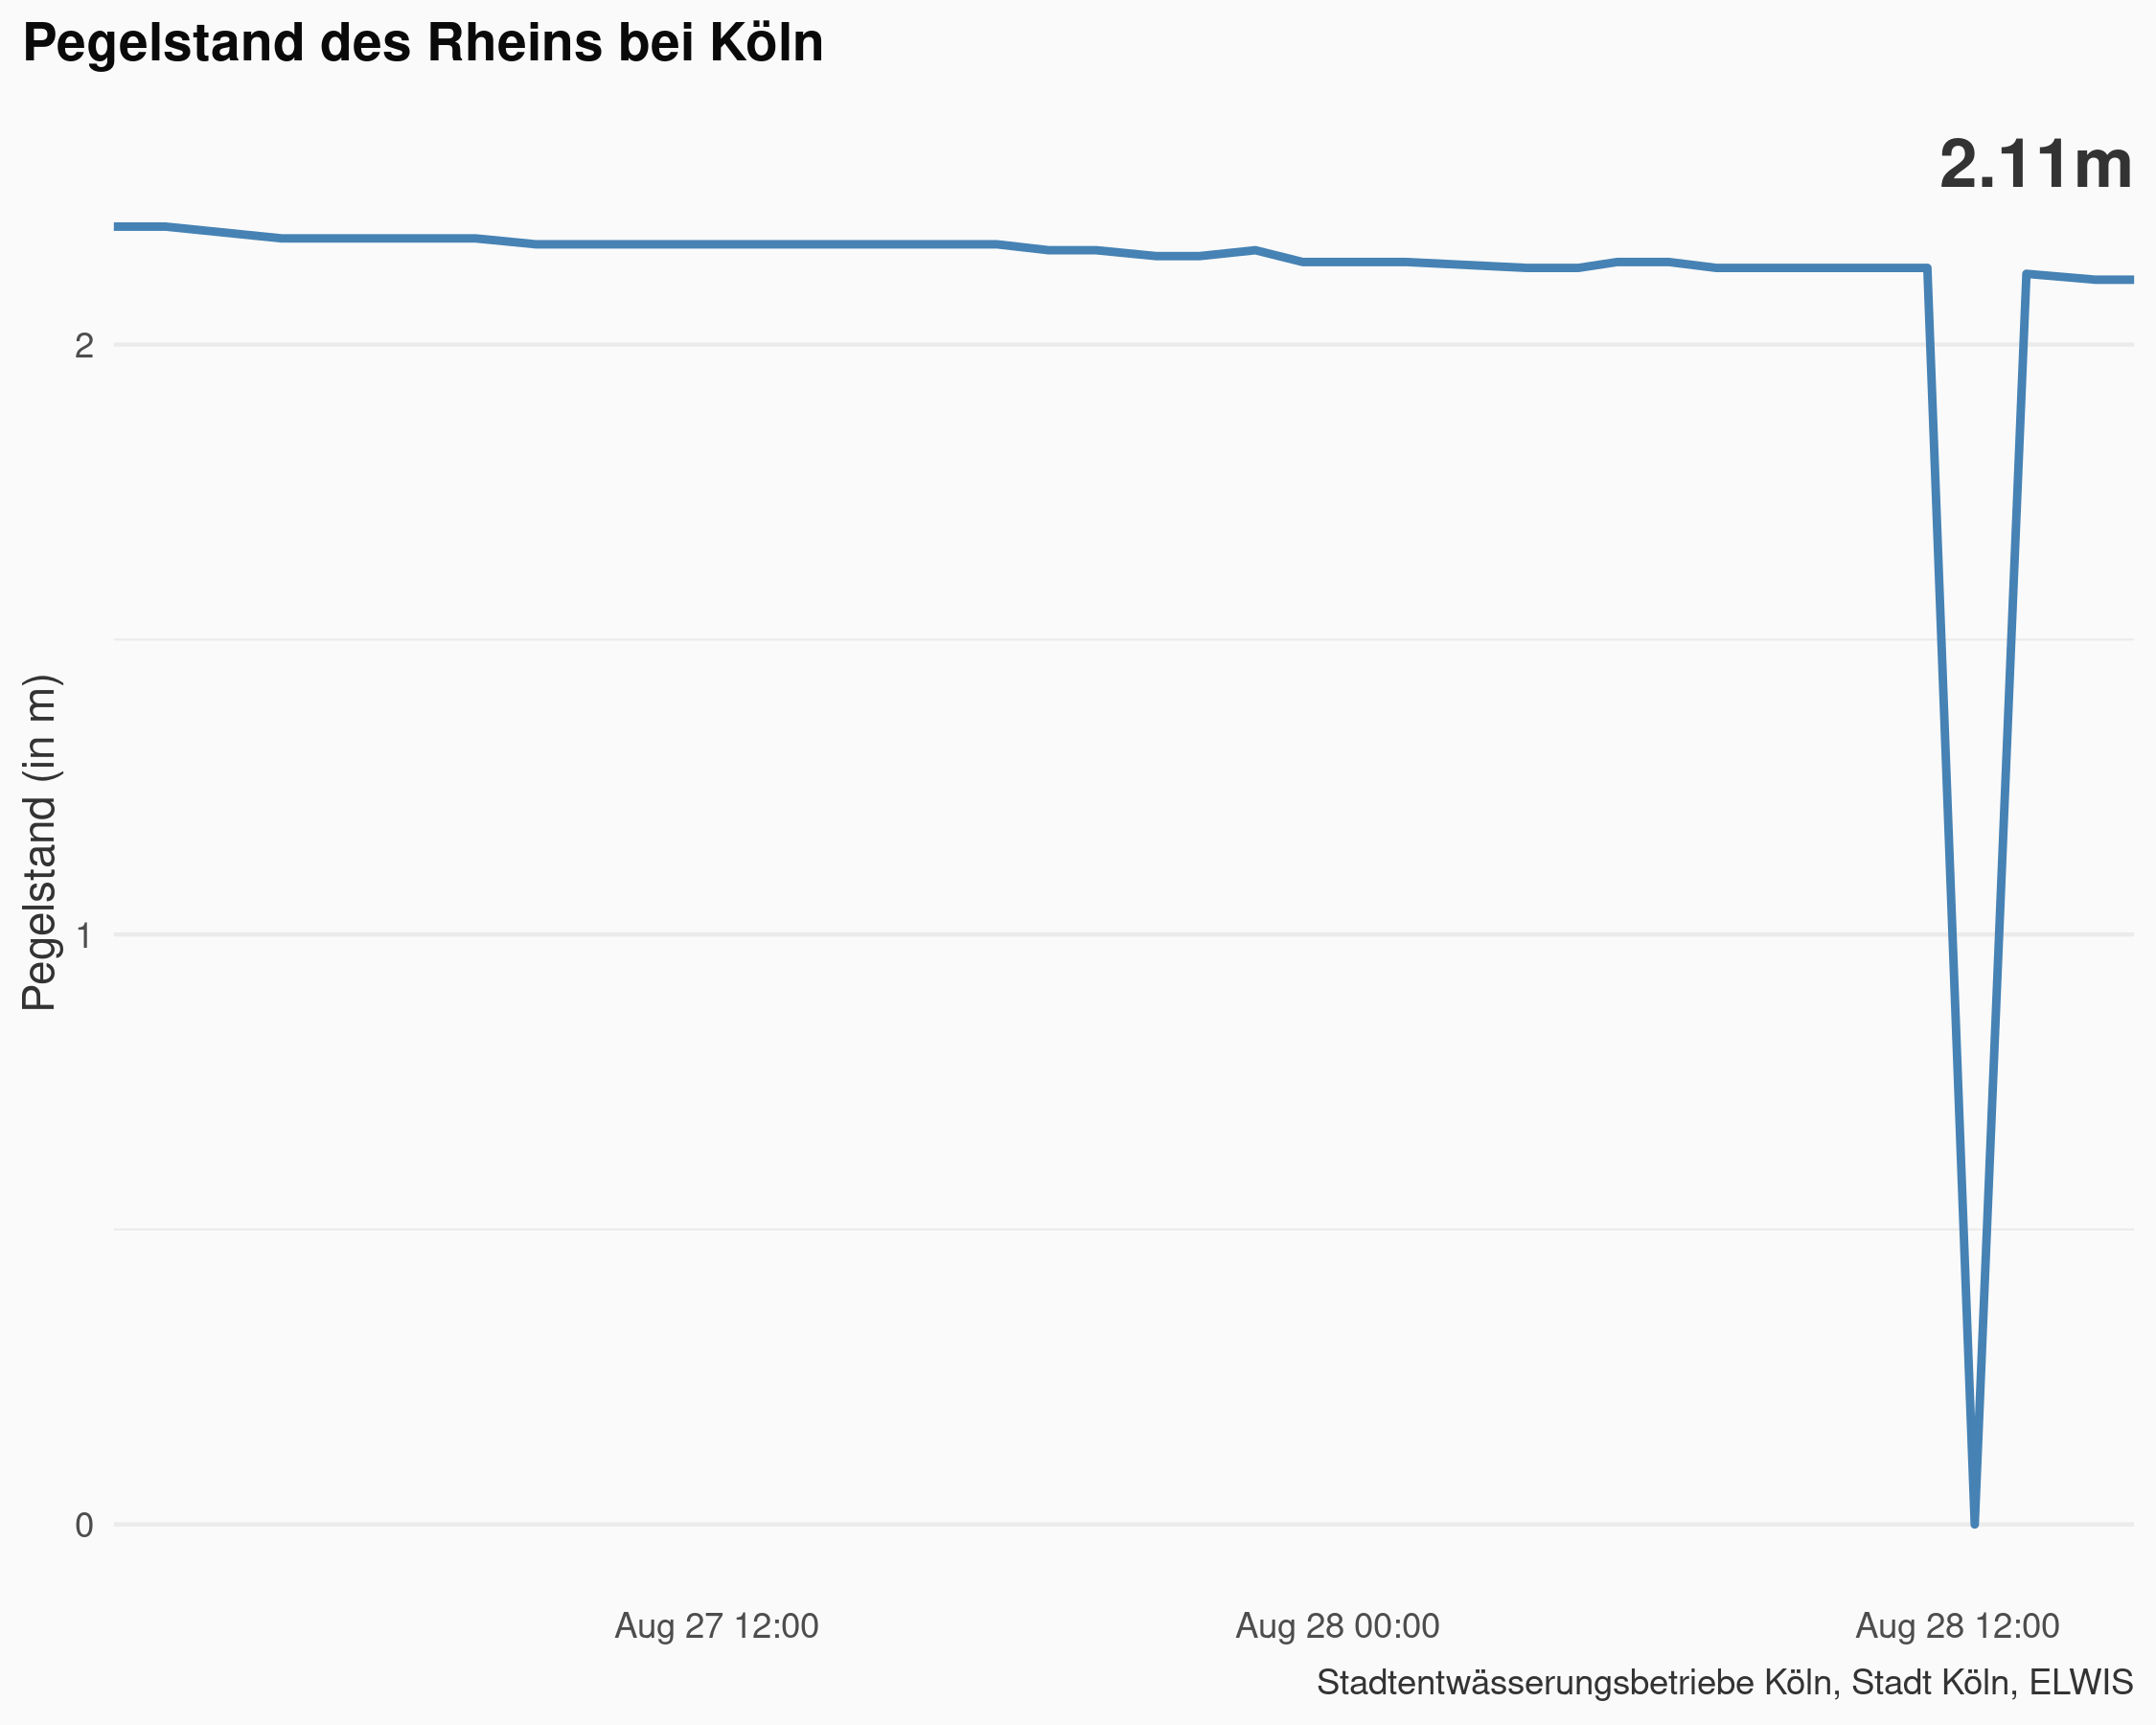 Pegelstand des Rheins bei Köln
2.11m
Pegelstand (in m)
2
1
0
Aug 27 12:00
Aug 28 00:00
Aug 28 12:00
Stadtentwässerungsbetriebe Köln, Stadt Köln, ELWIS